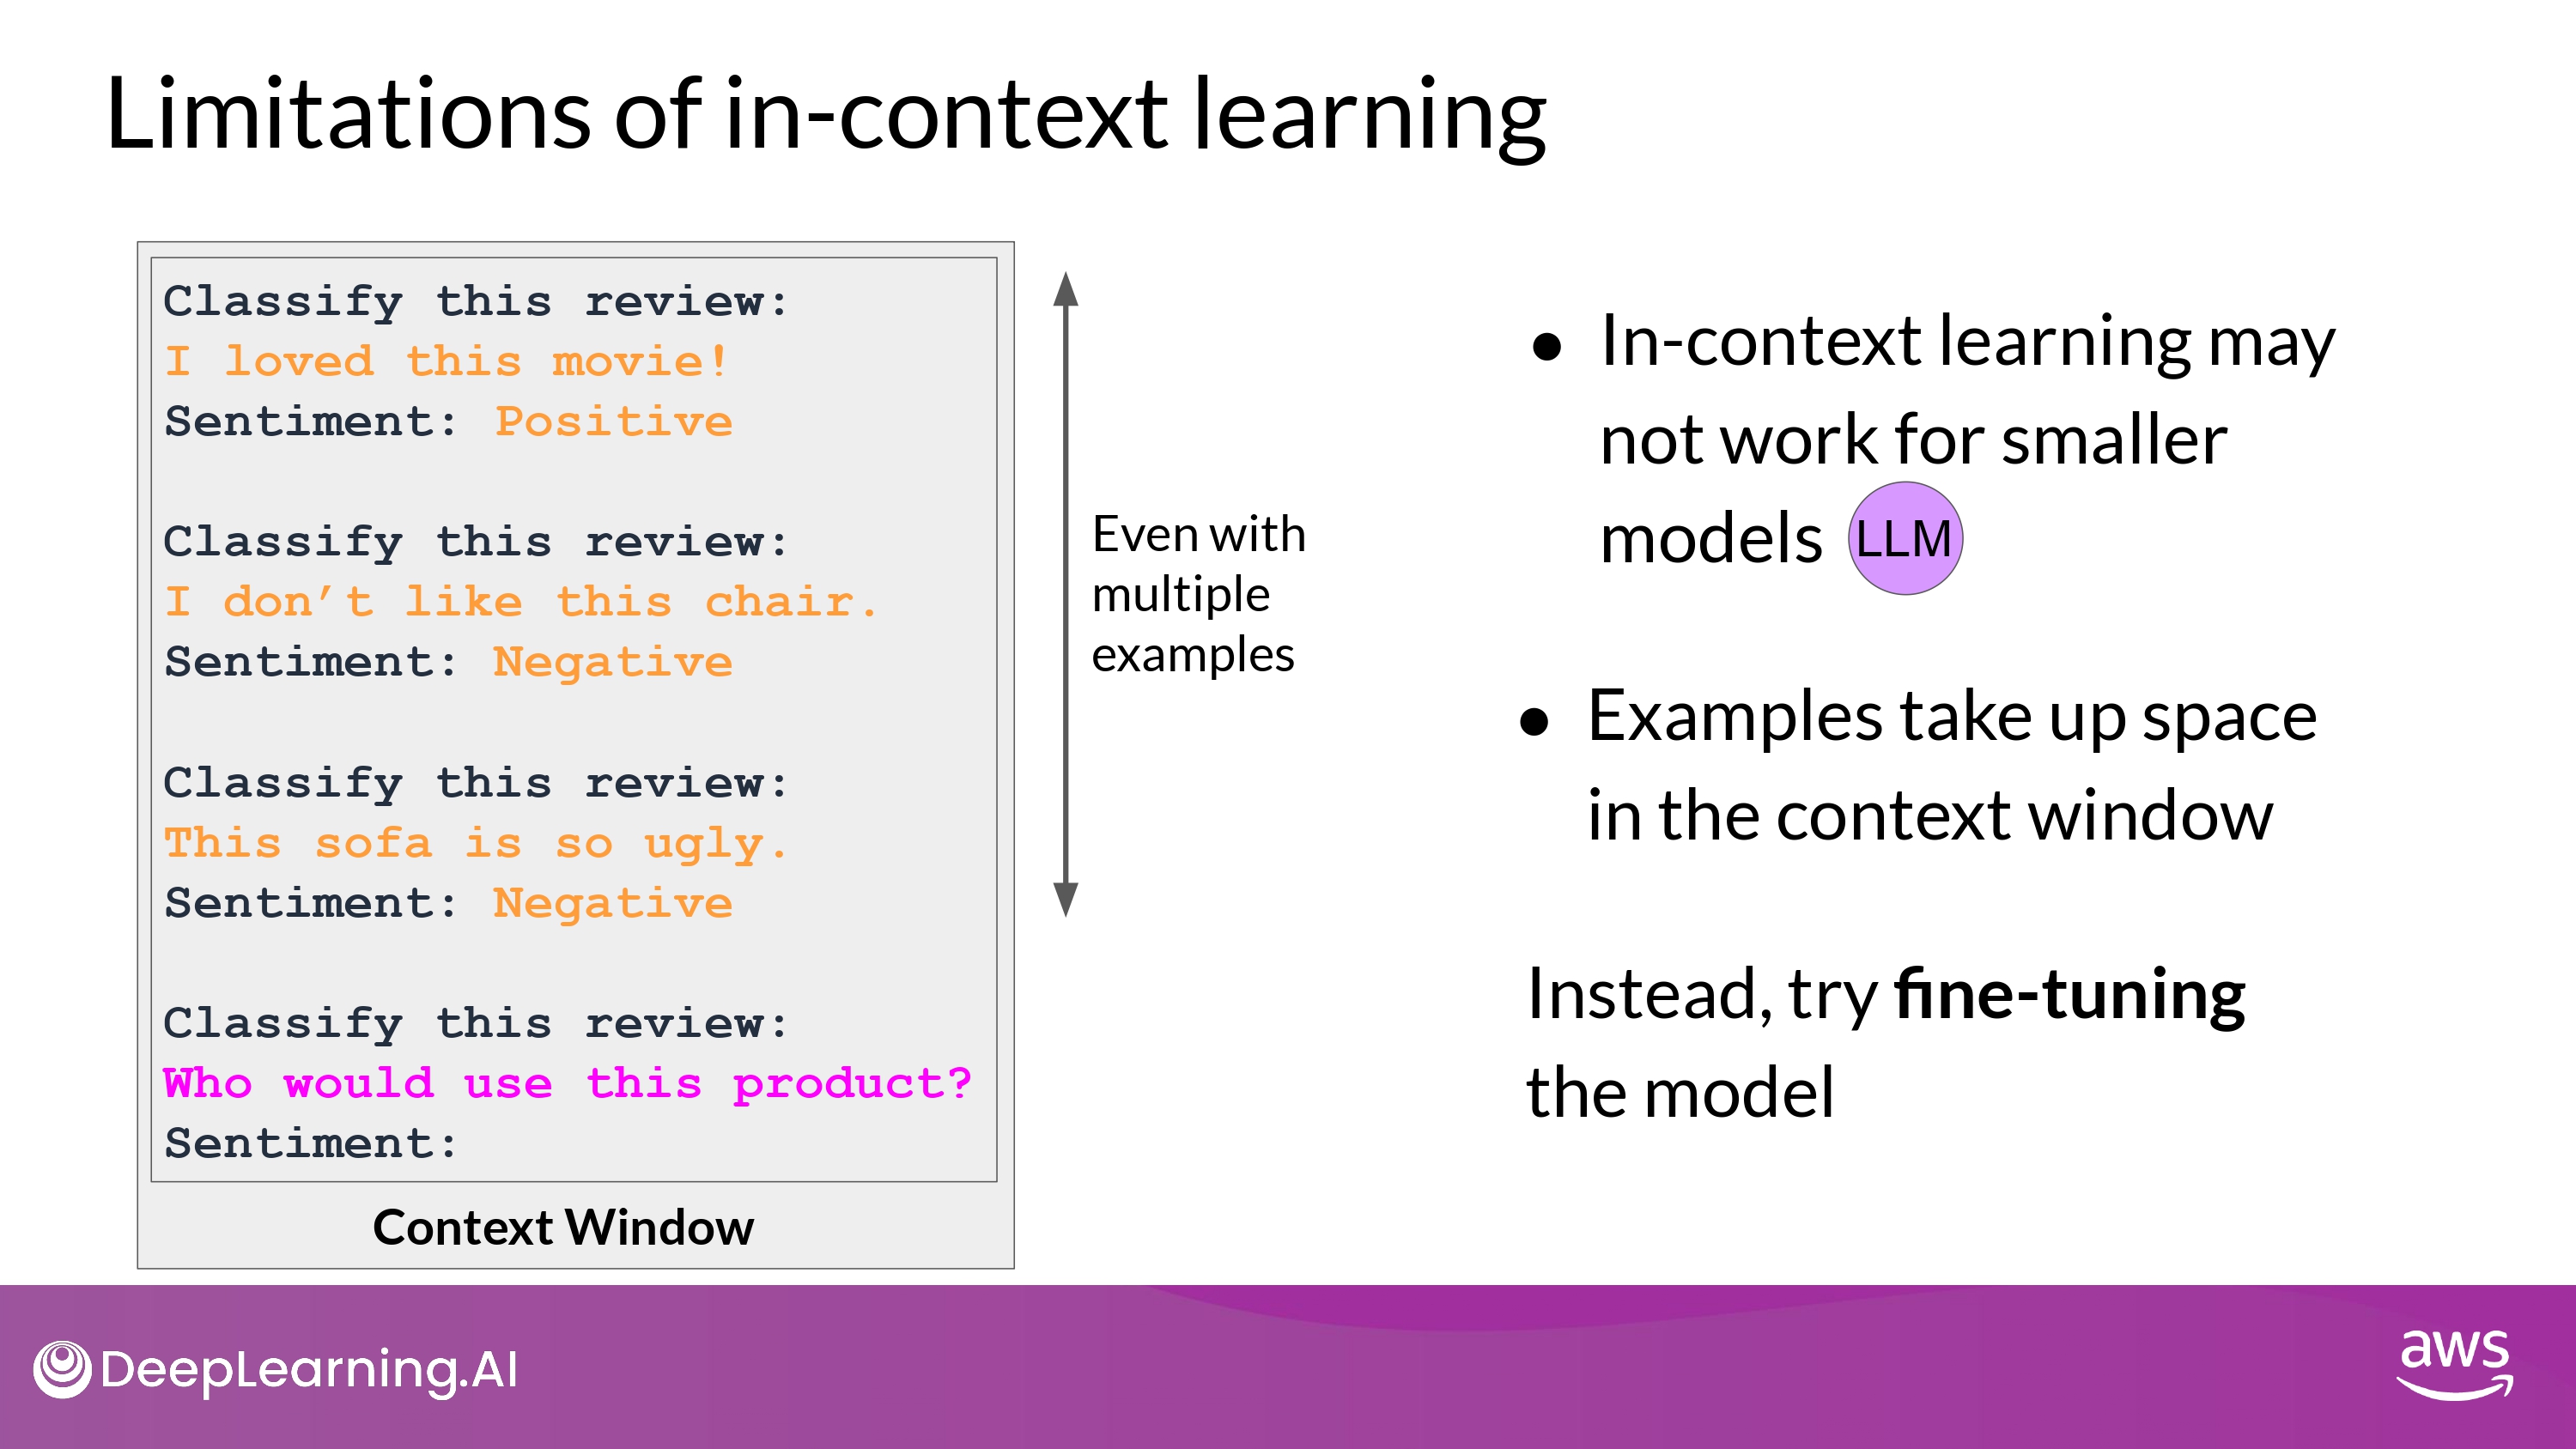 Limitations of in-context learning
Classify this review:
I loved this movie!
Sentiment: Positive
Classify this review:
I don’t like this chair.
Sentiment: Negative
Classify this review:
This sofa is so ugly.
Sentiment: Negative
Classify this review:
Who would use this product?
Sentiment:
Context Window
Even with
multiple
examples
● In-context learning may
not work for smaller
models LLM
● Examples take up space
in the context window
Instead, try fine-tuning
the model
DeepLearning.AI
aws